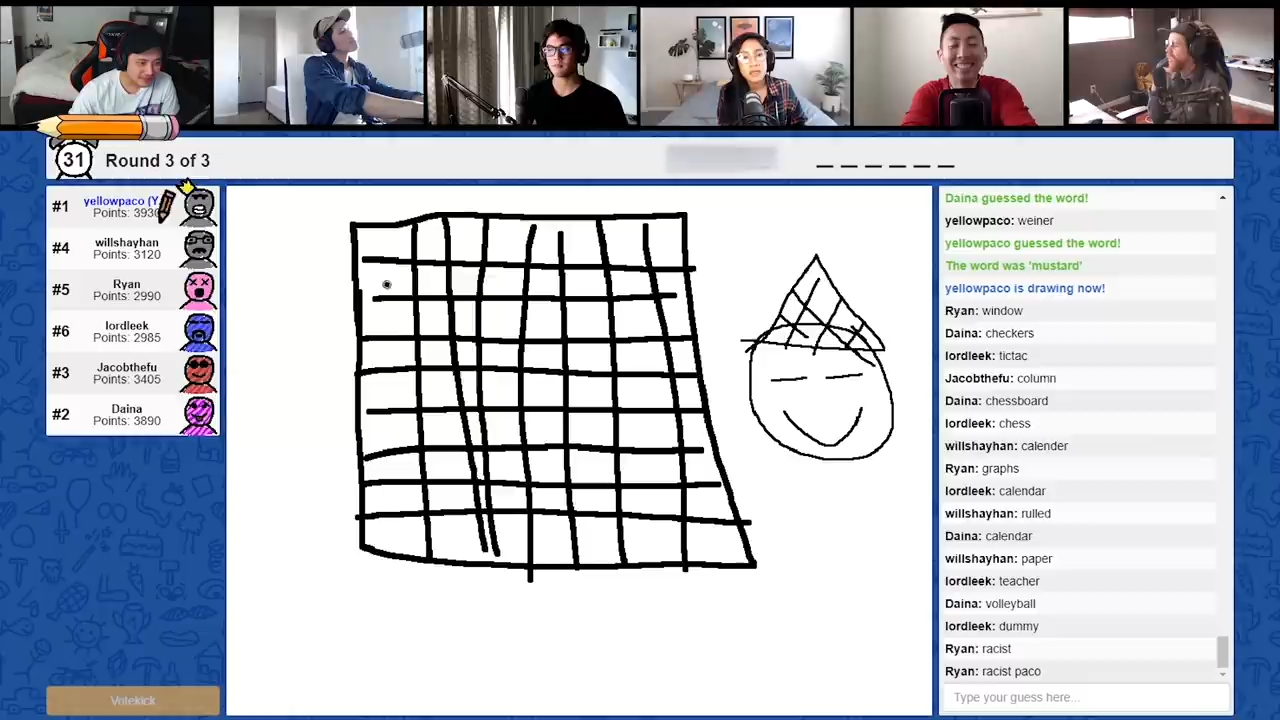 31
Round 3 of 3
_ _ _ _ _ _
#1
yellowpaco (Y
Points: 3930
#4
willshayhan
Points: 3120
#5
Ryan
Points: 2990
#6
lordleek
Points: 2985
#3
Jacobthefu
Points: 3405
#2
Daina
Points: 3890
Votekick
Daina guessed the word!
yellowpaco: weiner
yellowpaco guessed the word!
The word was 'mustard'
yellowpaco is drawing now!
Ryan: window
Daina: checkers
lordleek: tictac
Jacobthefu: column
Daina: chessboard
lordleek: chess
willshayhan: calender
Ryan: graphs
lordleek: calendar
willshayhan: rulled
Daina: calendar
willshayhan: paper
lordleek: teacher
Daina: volleyball
lordleek: dummy
Ryan: racist
Ryan: racist paco
Type your guess here...